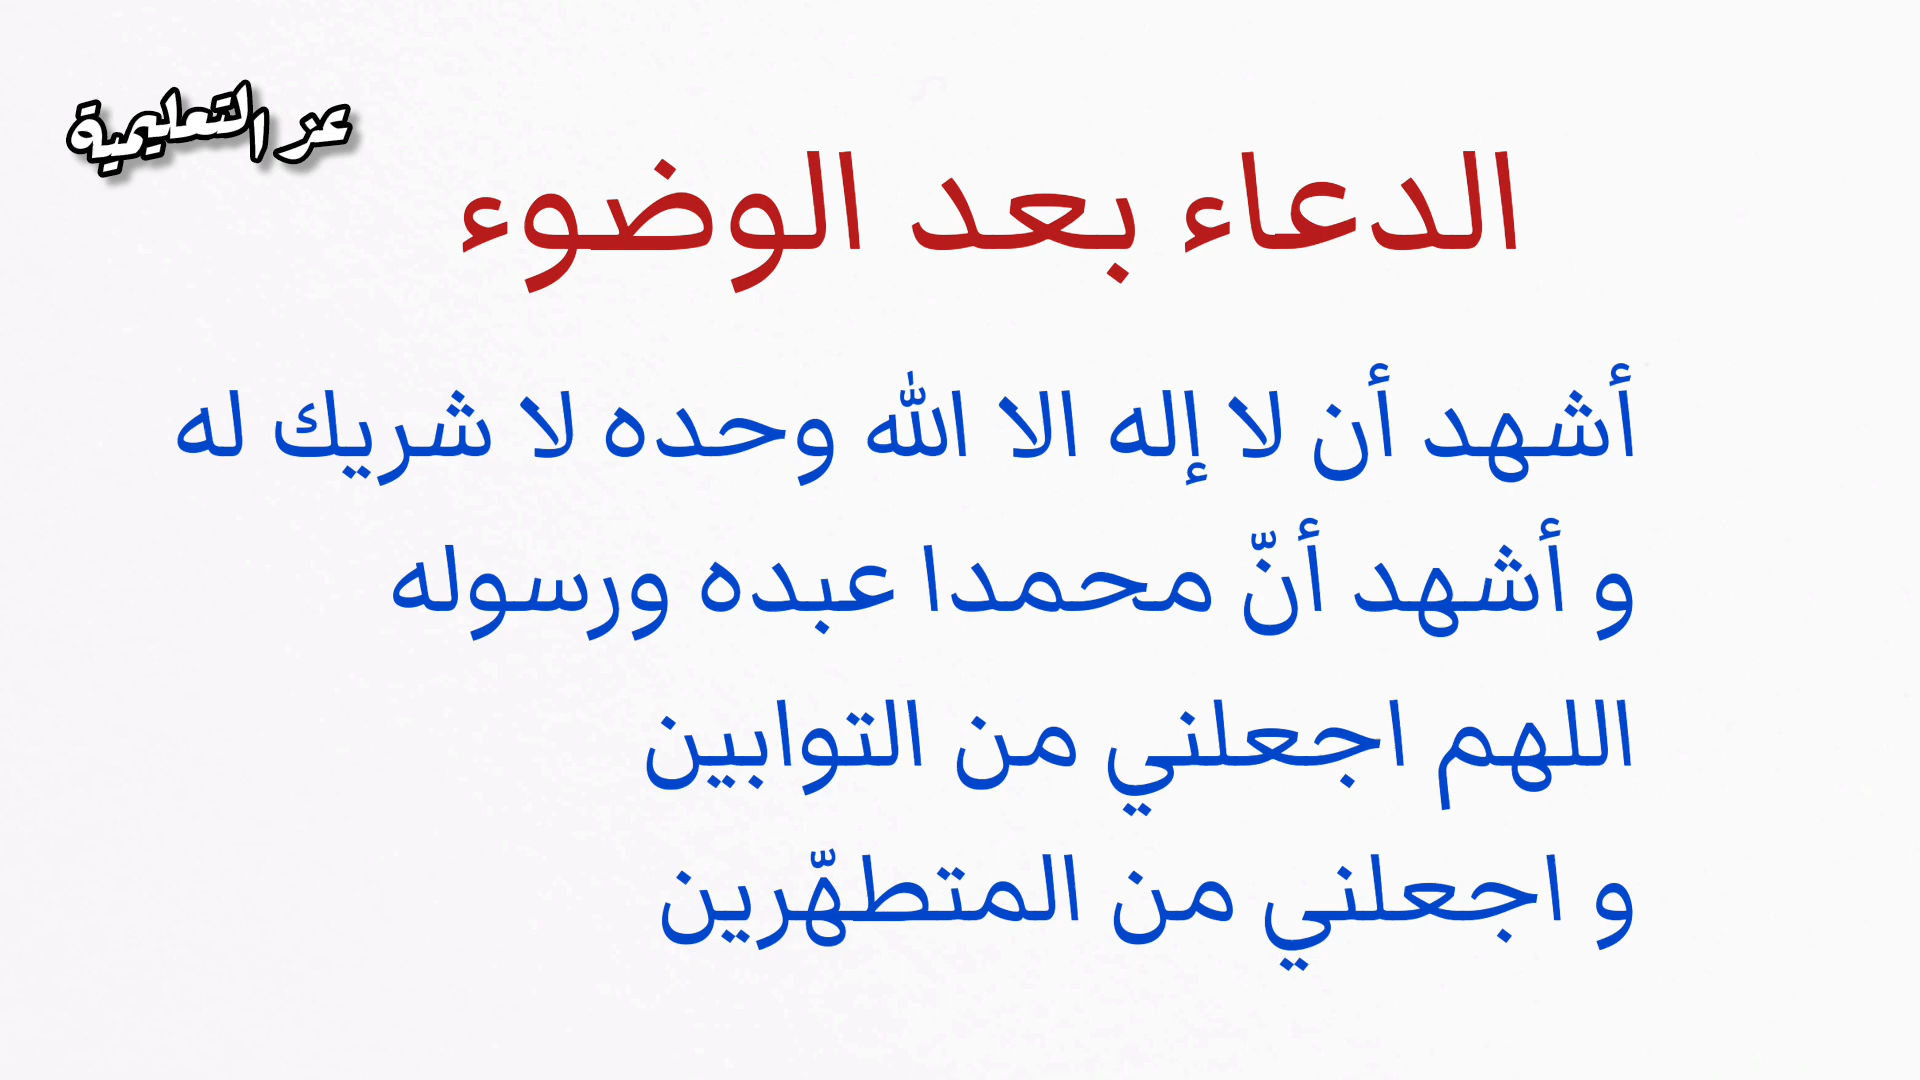 عز التعليمية
الدعاء بعد الوضوء
أشهد أن لا إله الا الله وحده لا شريك له
و أشهد أنّ محمدا عبده ورسوله
اللهم اجعلني من التوابين
و اجعلني من المتطهّرين